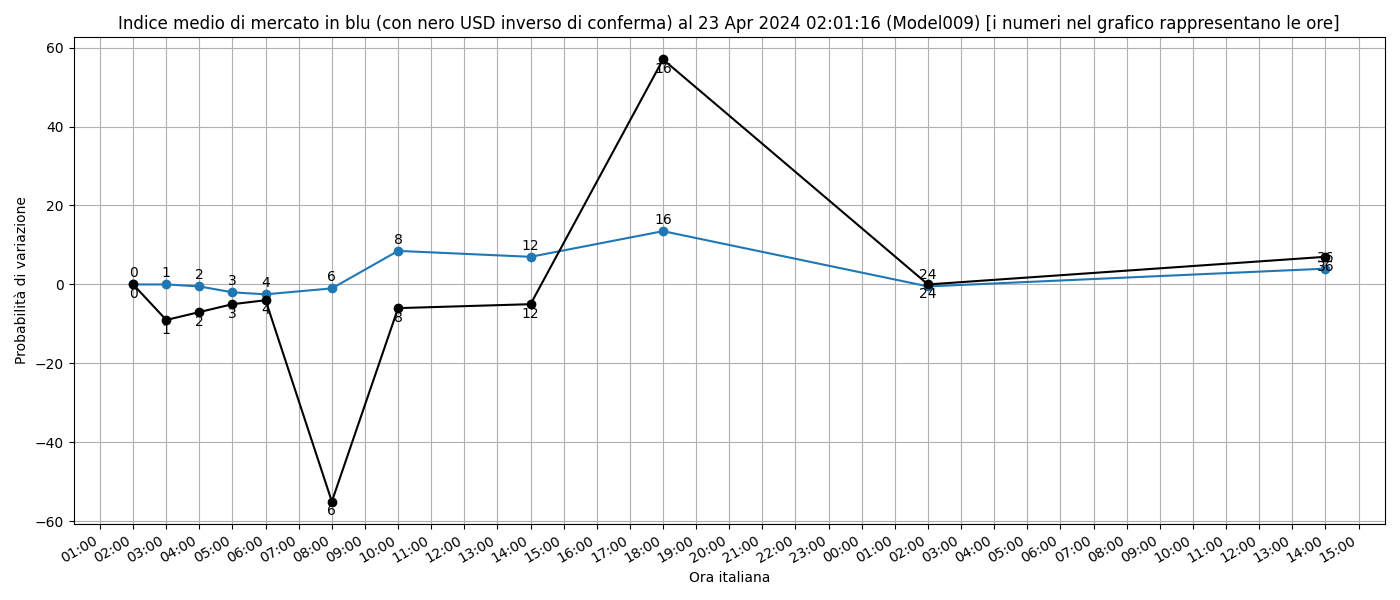 Indice medio di mercato in blu (con nero USD inverso di conferma) al 23 Apr 2024 02:01:16 (Model009) [i numeri nel grafico rappresentano le ore]
Probabilità di variazione
60
40
20
0
−20
−40
−60
0 1 2 3 4 6 8 12 16 24 36
0 1 2 3 4 6 8 12 16 24 36
01:00 02:00 03:00 04:00 05:00 06:00 07:00 08:00 09:00 10:00 11:00 12:00 13:00 14:00 15:00 16:00 17:00 18:00 19:00 20:00 21:00 22:00 23:00 00:00 01:00 02:00 03:00 04:00 05:00 06:00 07:00 08:00 09:00 10:00 11:00 12:00 13:00 14:00 15:00
Ora italiana